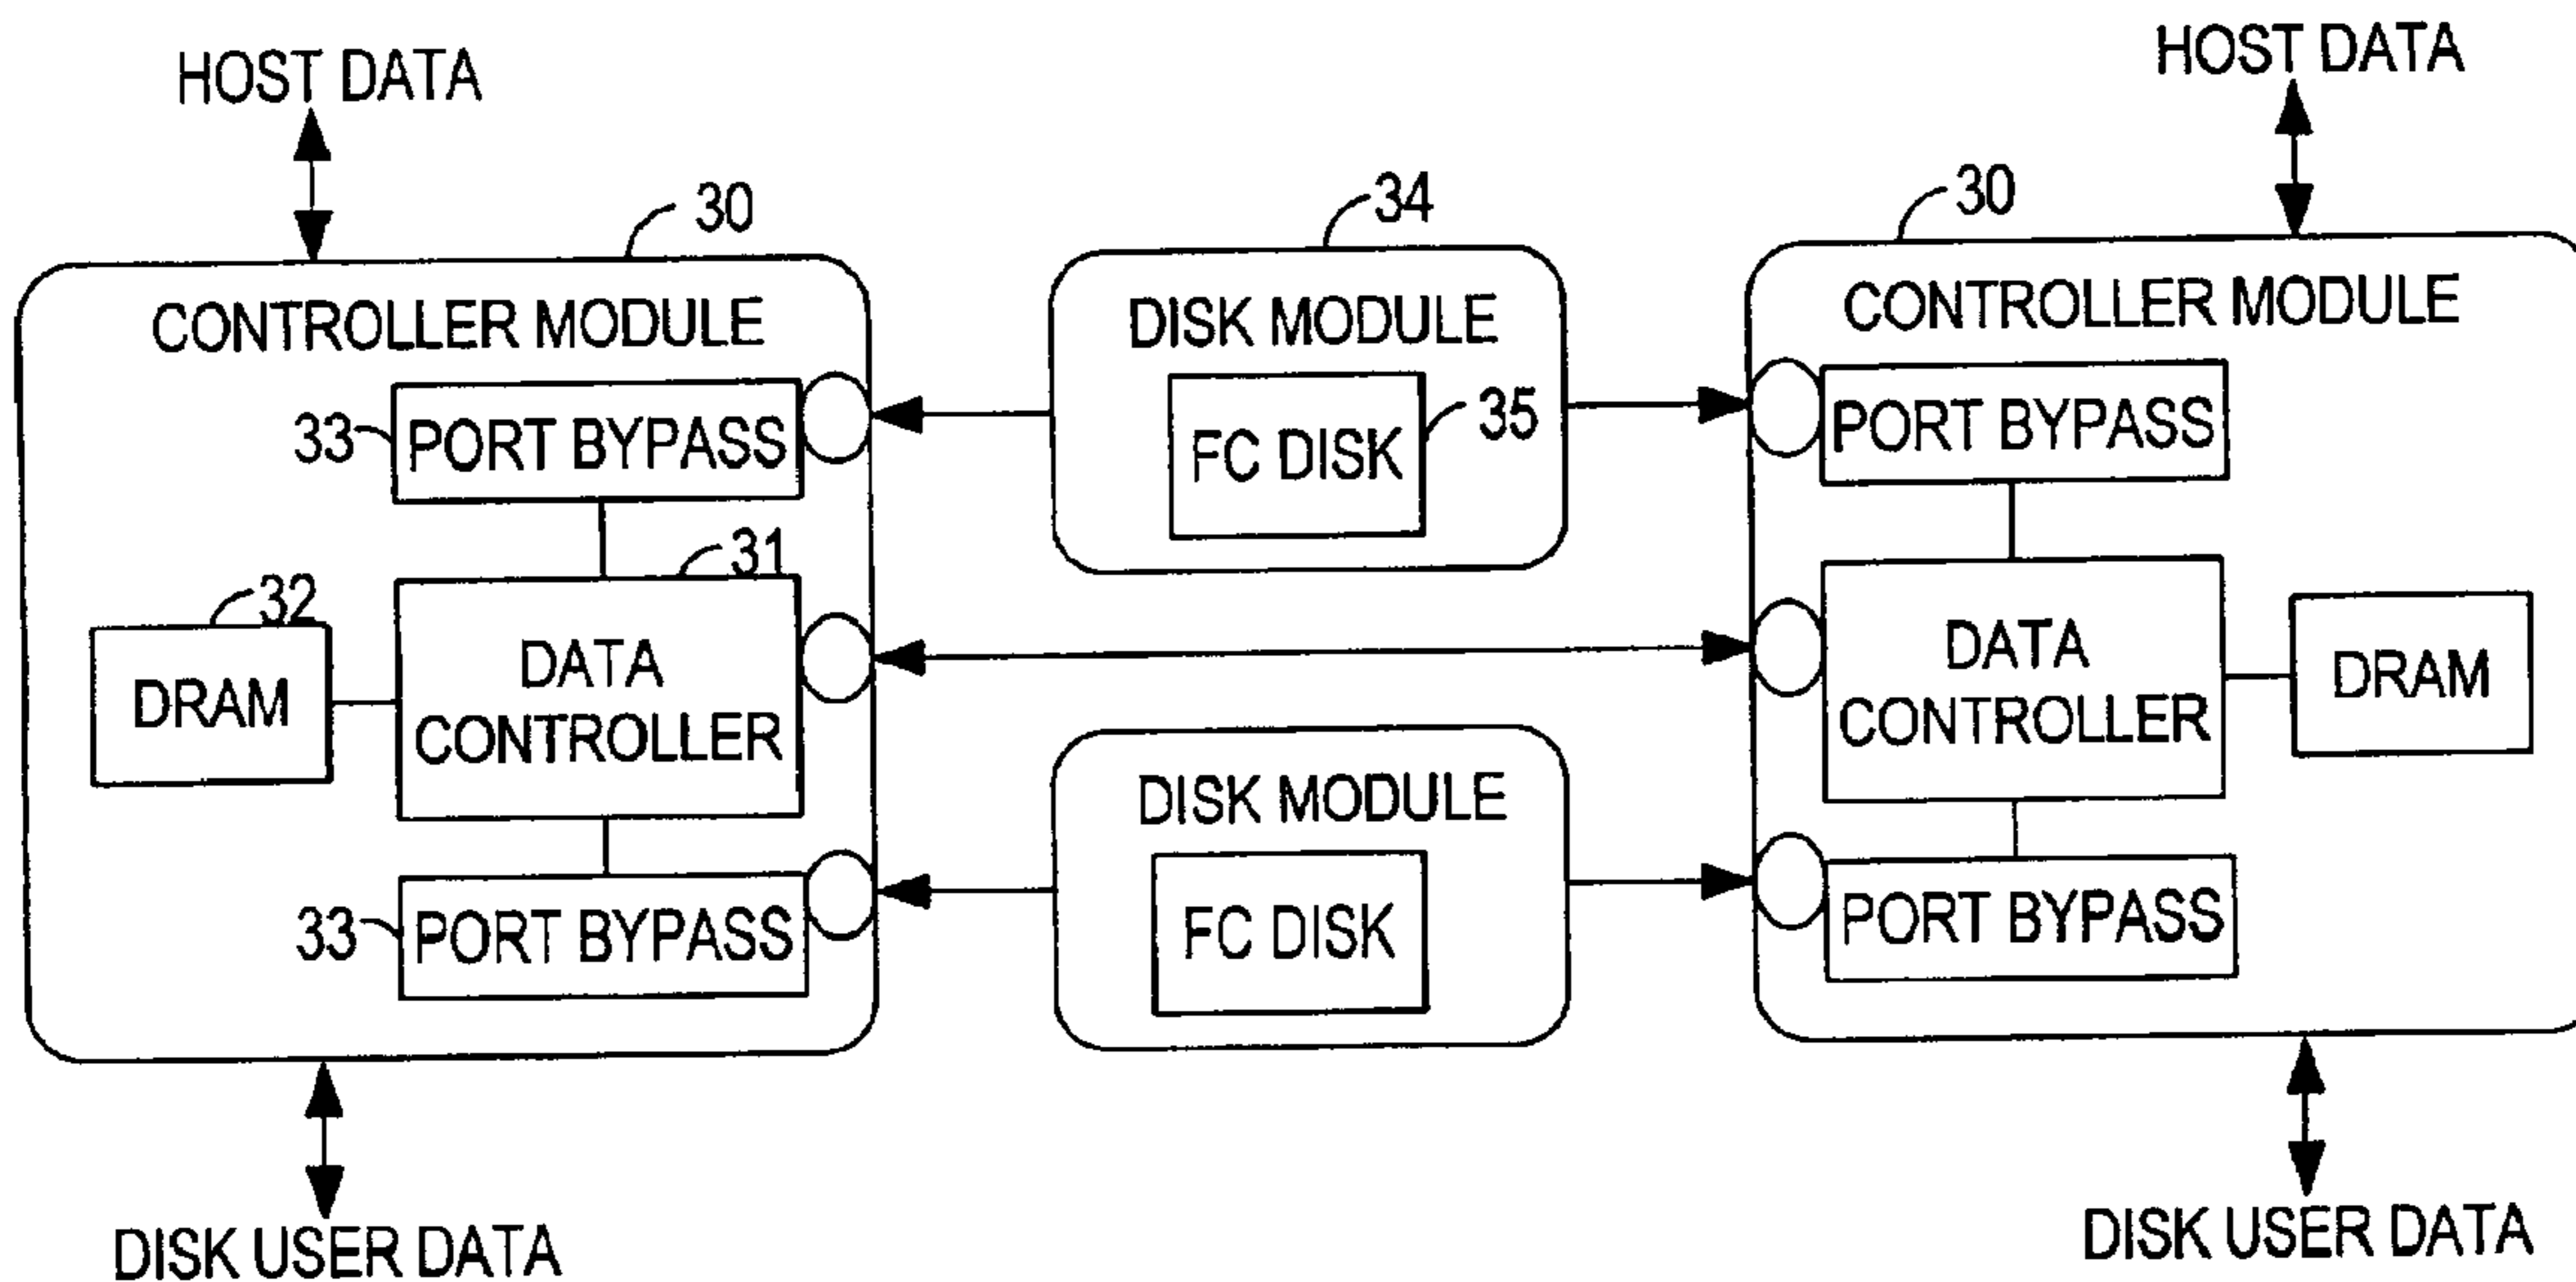 HOST DATA
HOST DATA
30
34
30
CONTROLLER MODULE
DISK MODULE
CONTROLLER MODULE
33
PORT BYPASS
FC DISK
35
PORT BYPASS
31
32
DRAM
DATA
CONTROLLER
DATA
CONTROLLER
DRAM
DISK MODULE
33
PORT BYPASS
FC DISK
PORT BYPASS
DISK USER DATA
DISK USER DATA